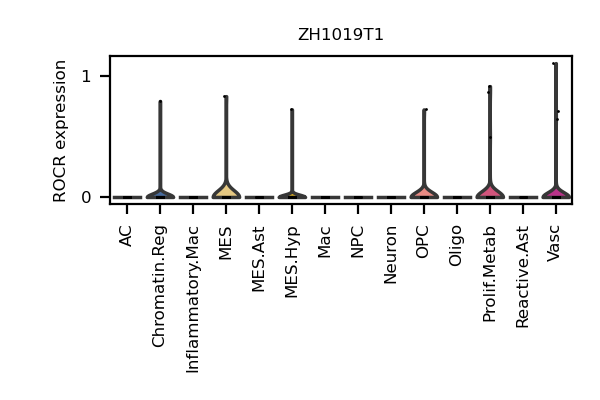 ZH1019T1
ROCR expression
1
0
AC
Chromatin.Reg
Inflammatory.Mac
MES
MES.Ast
MES.Hyp
Mac
NPC
Neuron
OPC
Oligo
Prolif.Metab
Reactive.Ast
Vasc